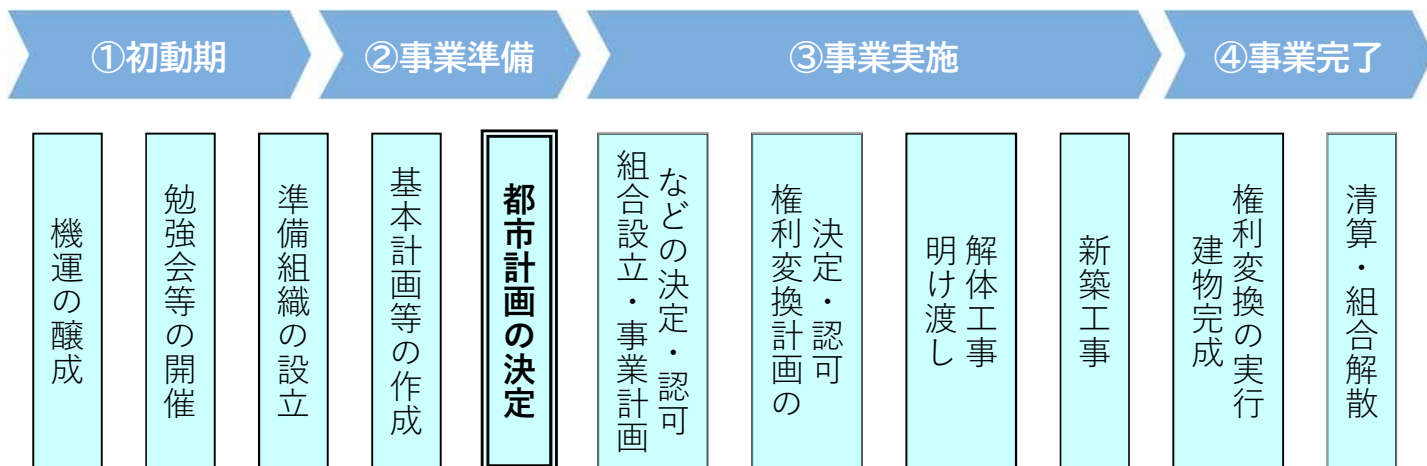 ①初動期
②事業準備
③事業実施
④事業完了
機運の醸成
勉強会等の開催
準備組織の設立
基本計画等の作成
都市計画の決定
組合設立・事業計画
などの決定・認可
権利変換計画の
決定・認可
明け渡し
解体工事
新築工事
建物完成
権利変換の実行
清算・組合解散